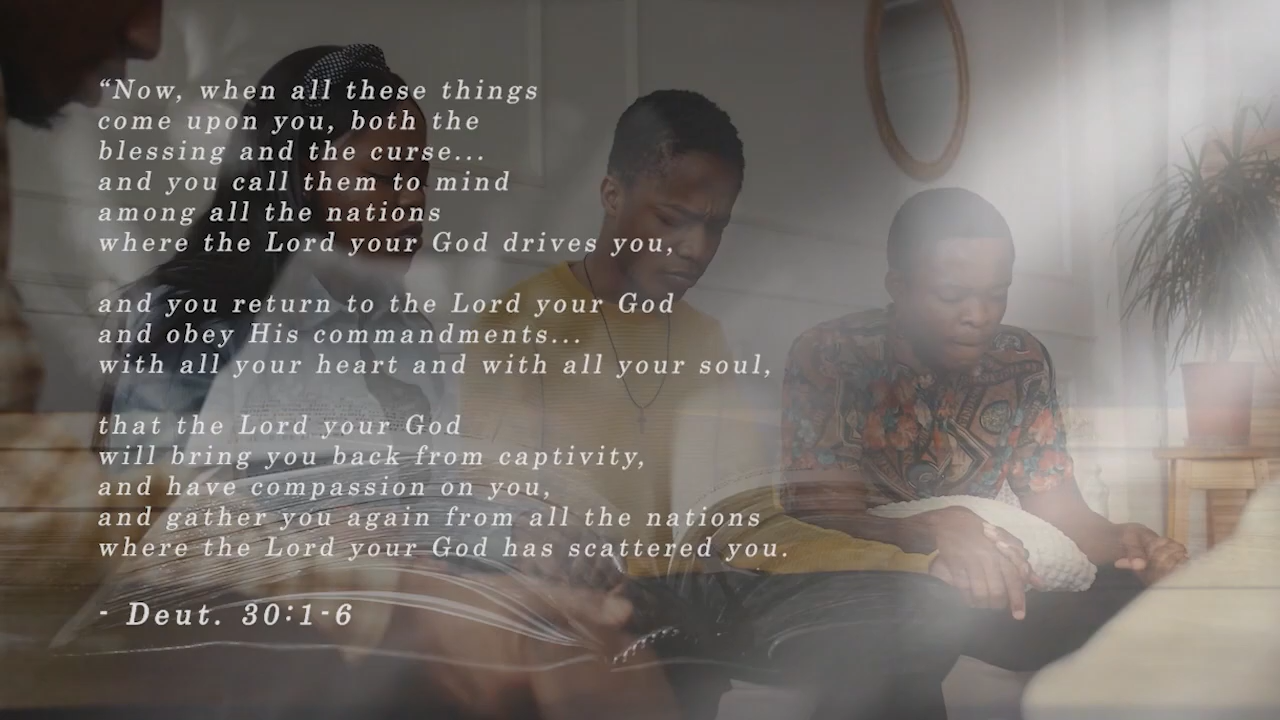 “Now, when all these things
come upon you, both the
blessing and the curse...
and you call them to mind
among all the nations
where the Lord your God drives you,
and you return to the Lord your God
and obey His commandments...
with all your heart and with all your soul,
that the Lord your God
will bring you back from captivity,
and have compassion on you,
and gather you again from all the nations
where the Lord your God has scattered you.
- Deut. 30:1-6